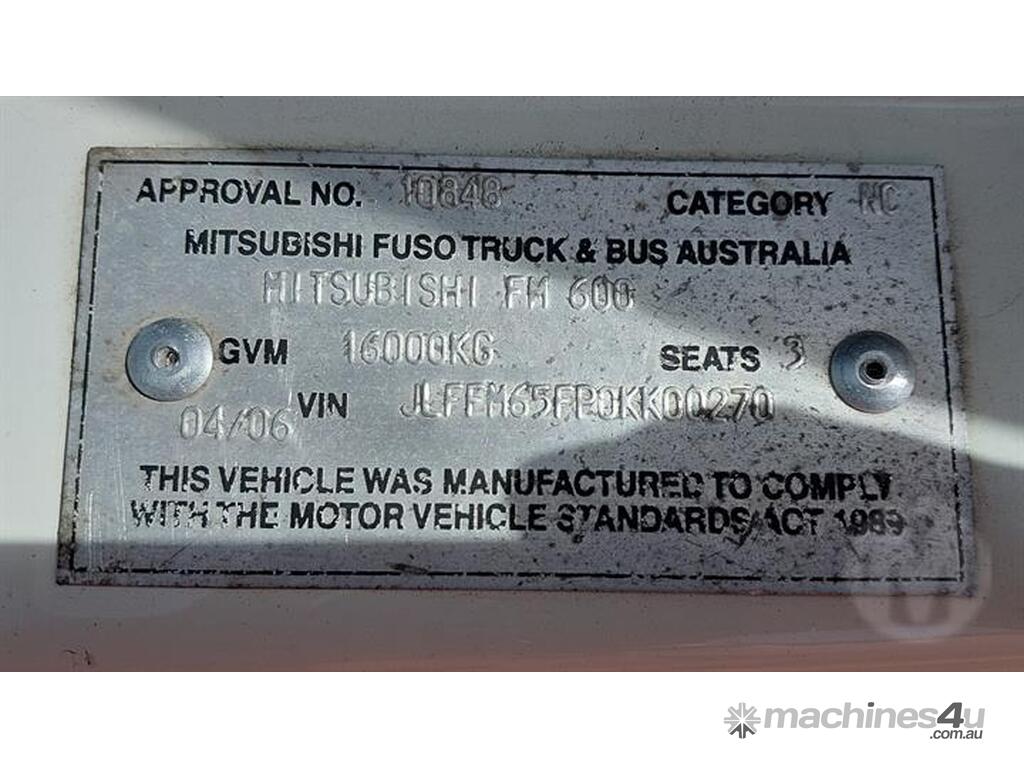 APPROVAL NO. 10848 CATEGORY NC
MITSUBISHI FUSO TRUCK & BUS AUSTRALIA
MITSUBISHI FM 600
GVM 16000KG SEATS 3
04/06 VIN JLFFM65FP0KK00270
THIS VEHICLE WAS MANUFACTURED TO COMPLY
WITH THE MOTOR VEHICLE STANDARDS ACT 1989
machines4u
.com.au